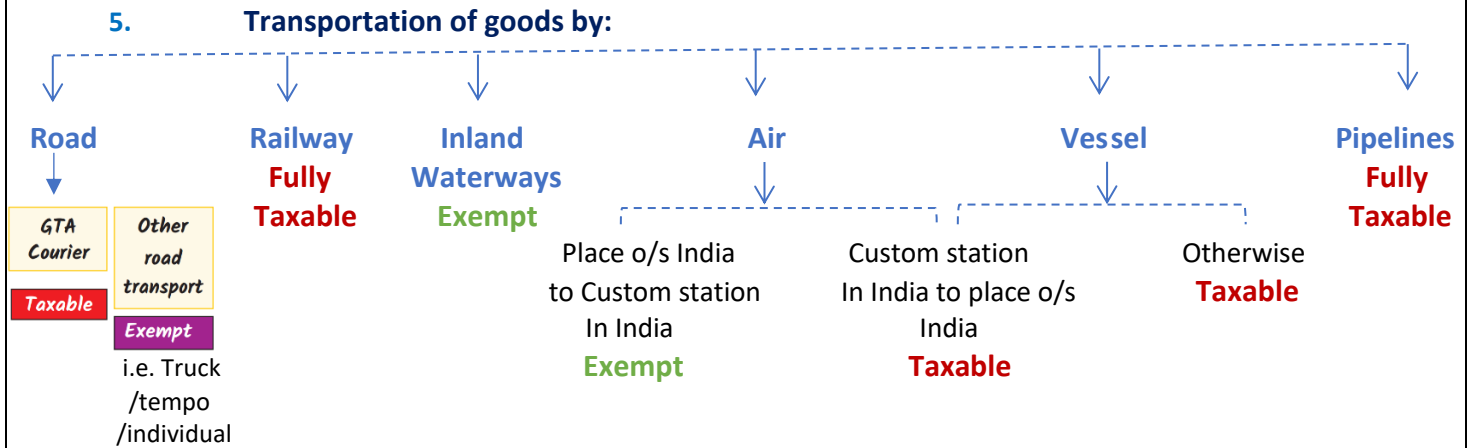 5. Transportation of goods by:
Road
GTA
Courier
Taxable
Other
road
transport
Exempt
i.e. Truck
/tempo
/individual
Railway
Fully
Taxable
Inland
Waterways
Exempt
Air
Place o/s India
to Custom station
In India
Exempt
Vessel
Custom station
In India to place o/s
India
Taxable
Otherwise
Taxable
Pipelines
Fully
Taxable